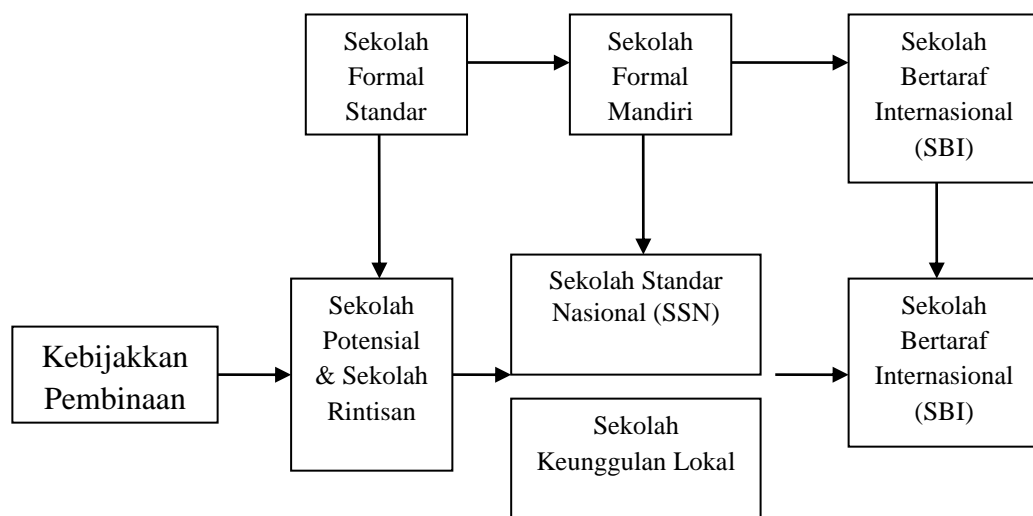 Sekolah
Formal
Standar
Sekolah
Formal
Mandiri
Sekolah
Bertaraf
Internasional
(SBI)
Kebijakkan
Pembinaan
Sekolah
Potensial
& Sekolah
Rintisan
Sekolah Standar
Nasional (SSN)
Sekolah
Keunggulan Lokal
Sekolah
Bertaraf
Internasional
(SBI)